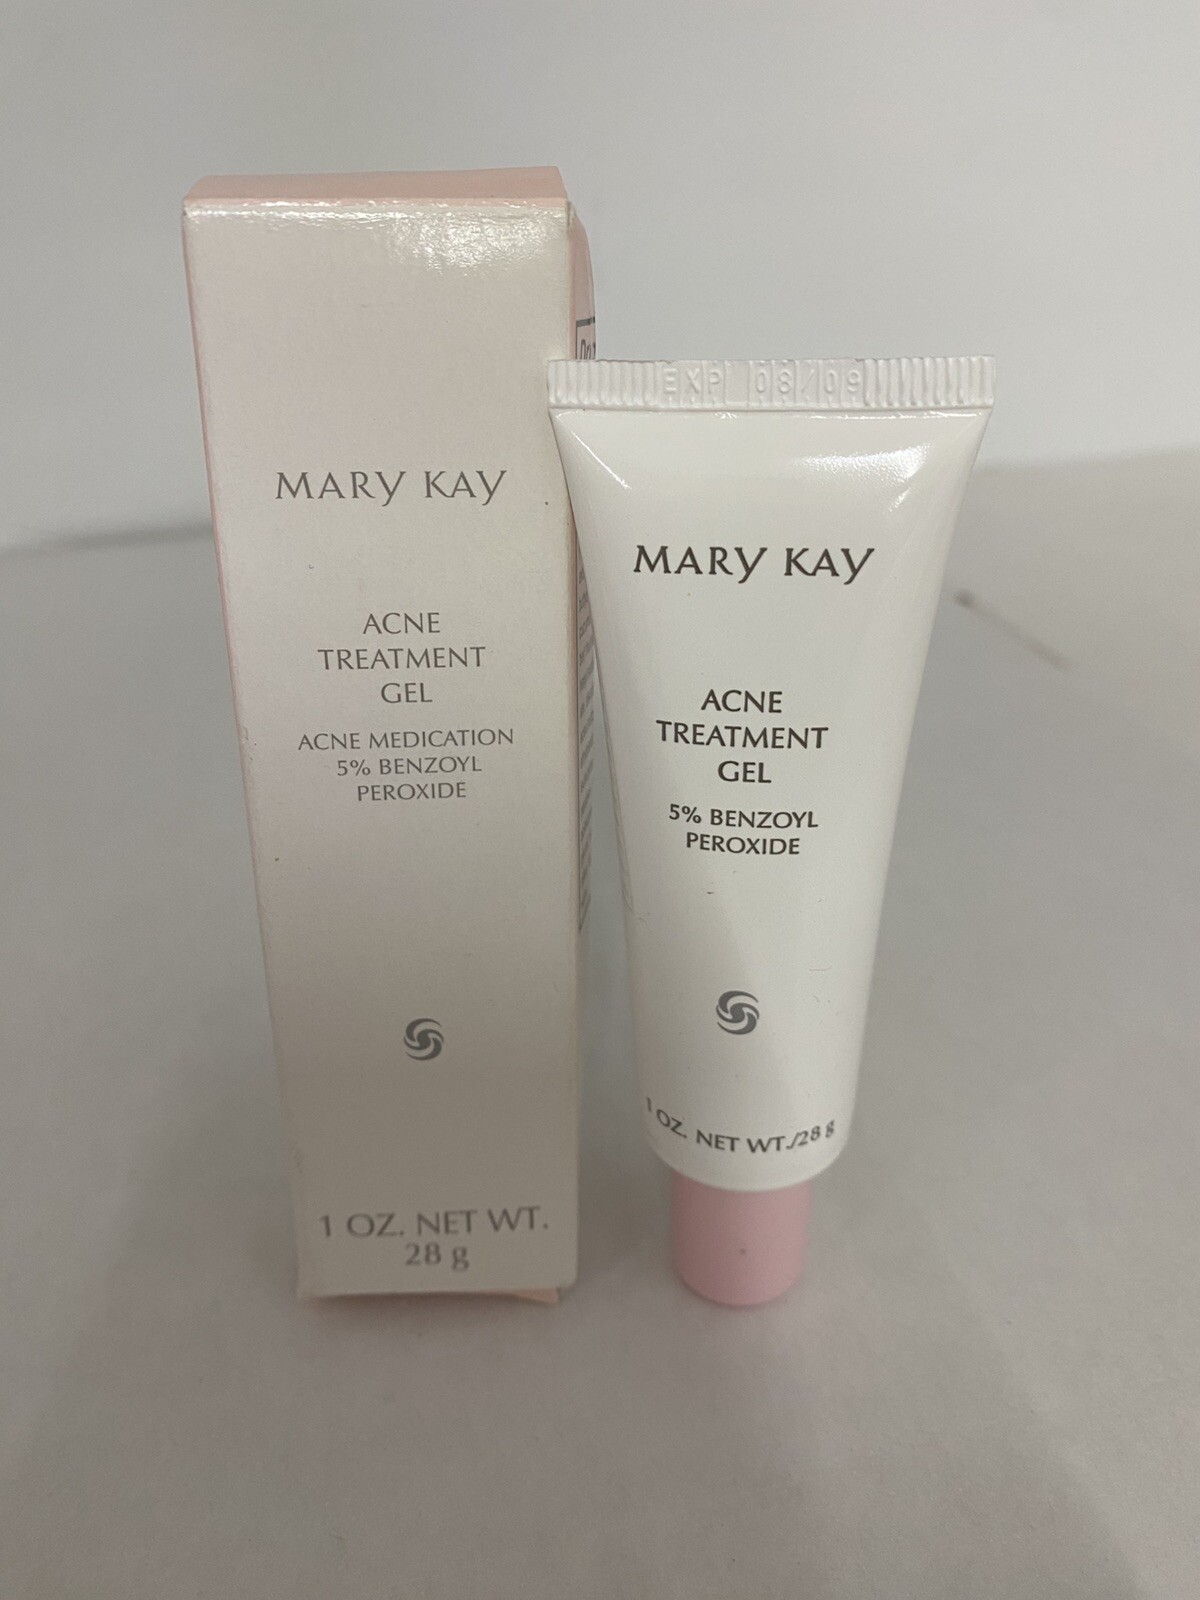 MARY KAY
ACNE
TREATMENT
GEL
ACNE MEDICATION
5% BENZOYL
PEROXIDE
1 OZ. NET WT.
28 g
EXP 08/09
MARY KAY
ACNE
TREATMENT
GEL
5% BENZOYL
PEROXIDE
1 OZ. NET WT./28 g